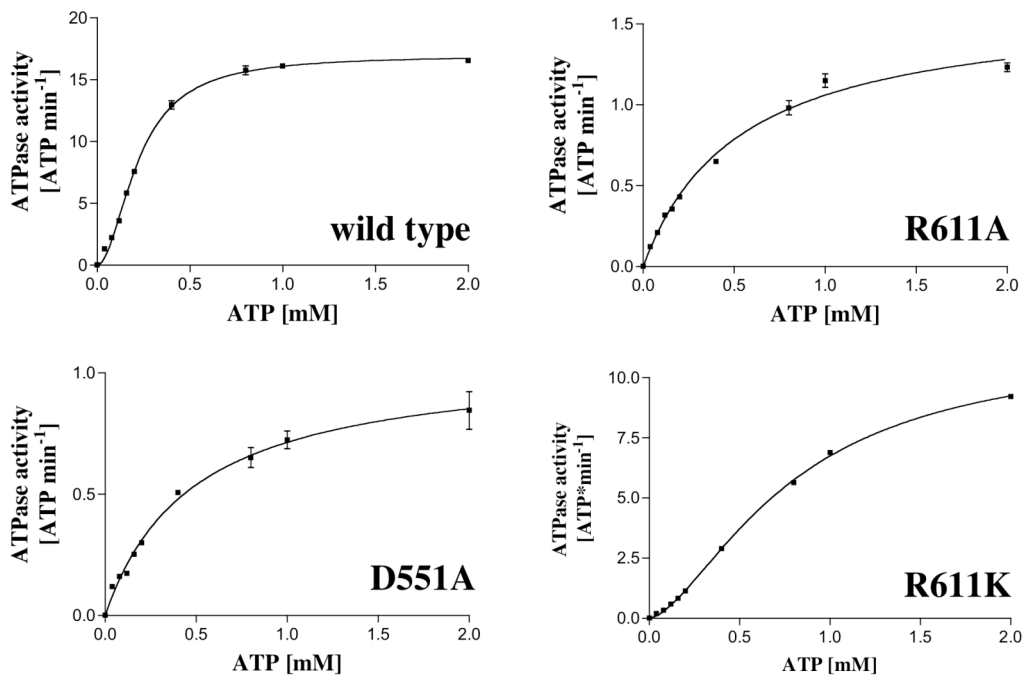 ATPase activity
[ATP min-1]
20
15
10
5
0
0.0 0.5 1.0 1.5 2.0
ATP [mM]
wild type
ATPase activity
[ATP min-1]
1.5
1.0
0.5
0.0
0.0 0.5 1.0 1.5 2.0
ATP [mM]
R611A
ATPase activity
[ATP min-1]
1.0
0.5
0.0
0.0 0.5 1.0 1.5 2.0
ATP [mM]
D551A
ATPase activity
[ATP*min-1]
10.0
7.5
5.0
2.5
0.0
0.0 0.5 1.0 1.5 2.0
ATP [mM]
R611K